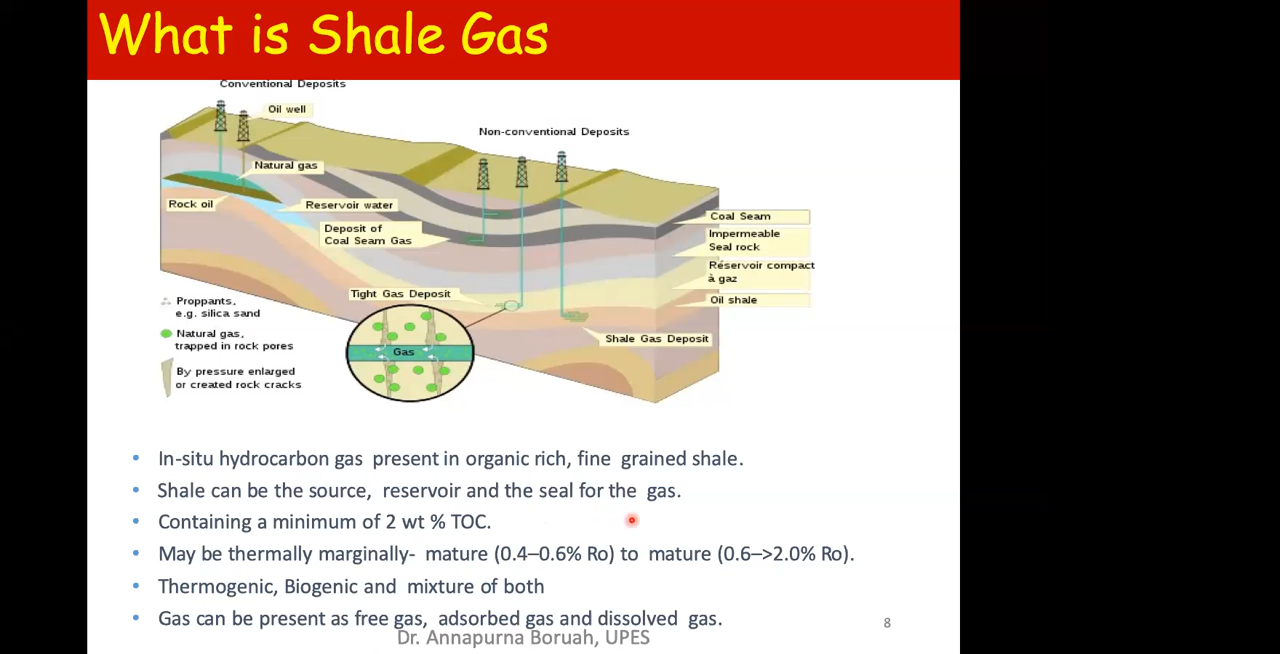 What is Shale Gas
Conventional Deposits
Oil well
Non-conventional Deposits
Natural gas
Rock oil
Reservoir water
Deposit of
Coal Seam Gas
Coal Seam
Impermeable
Seal rock
Réservoir compact
à gaz
Oil shale
Tight Gas Deposit
Shale Gas Deposit
Gas
Proppants,
e.g. silica sand
Natural gas,
trapped in rock pores
By pressure enlarged
or created rock cracks
• In-situ hydrocarbon gas present in organic rich, fine grained shale.
• Shale can be the source, reservoir and the seal for the gas.
• Containing a minimum of 2 wt % TOC.
• May be thermally marginally- mature (0.4–0.6% Ro) to mature (0.6–>2.0% Ro).
• Thermogenic, Biogenic and mixture of both
• Gas can be present as free gas, adsorbed gas and dissolved gas.
Dr. Annapurna Boruah, UPES
8